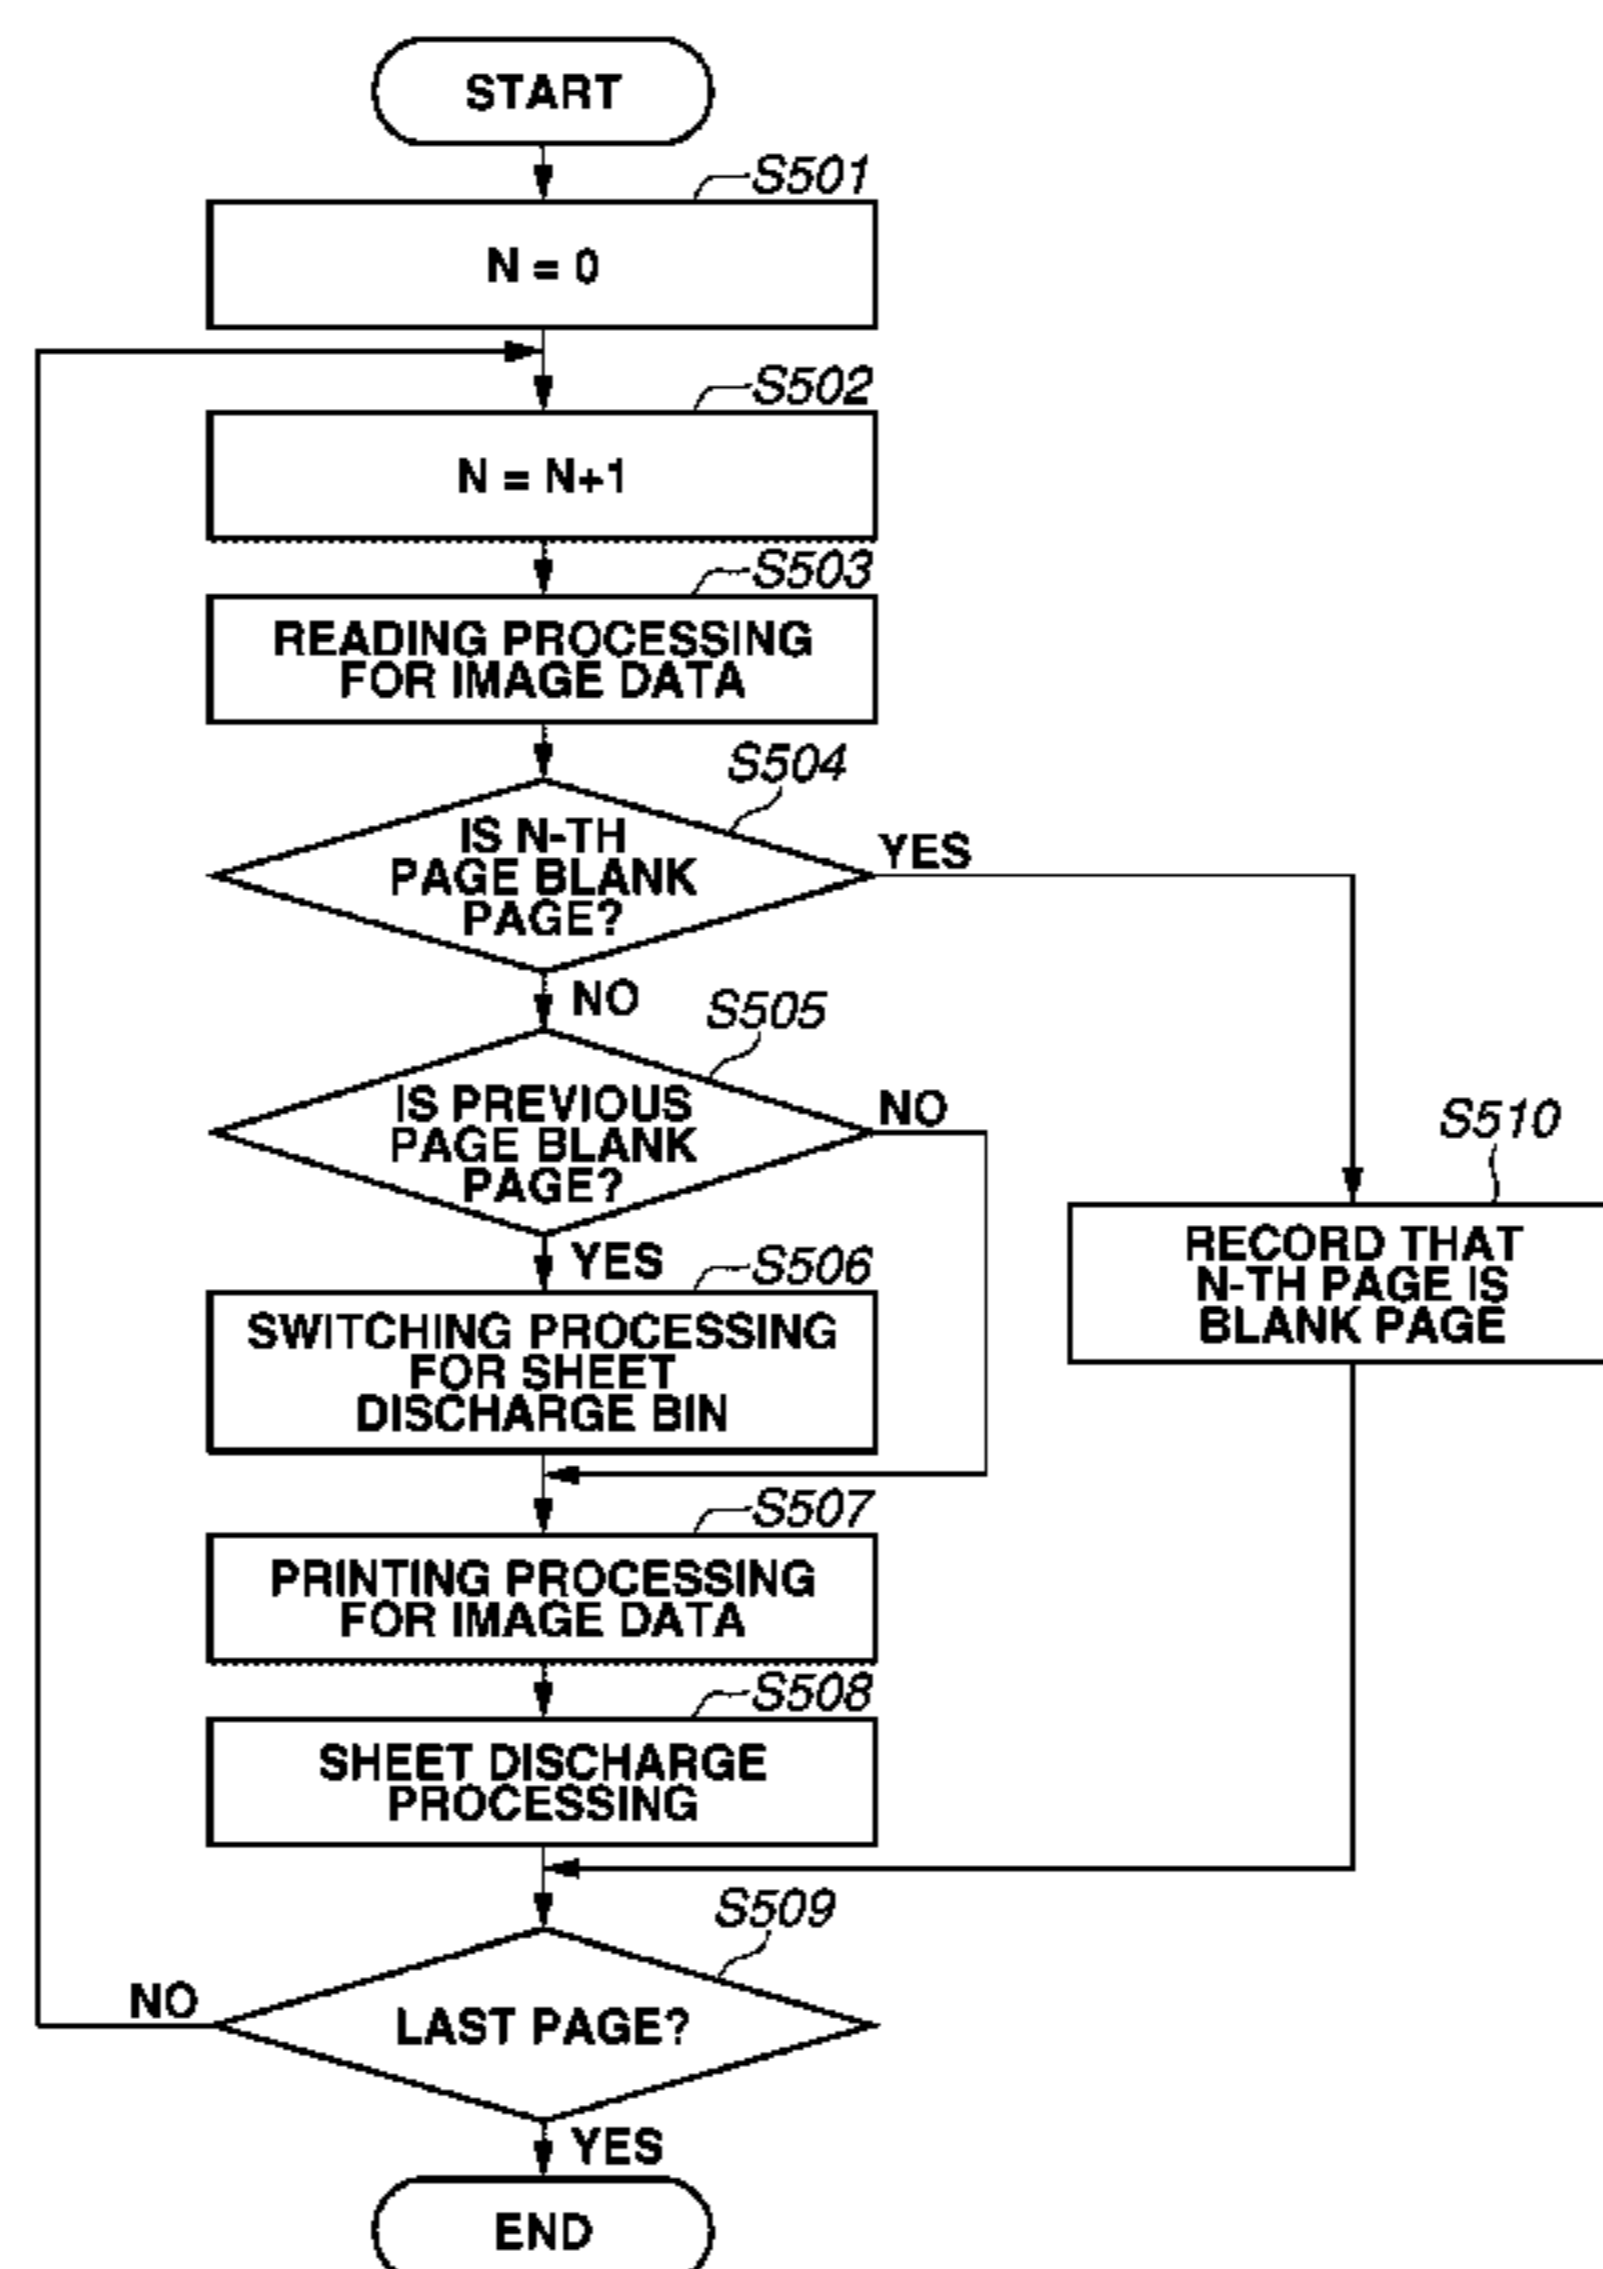 START
S501
N = 0
S502
N = N+1
S503
READING PROCESSING
FOR IMAGE DATA
S504
IS N-TH
PAGE BLANK
PAGE?
YES
NO
S505
IS PREVIOUS
PAGE BLANK
PAGE?
NO
YES
S510
RECORD THAT
N-TH PAGE IS
BLANK PAGE
S506
SWITCHING PROCESSING
FOR SHEET
DISCHARGE BIN
S507
PRINTING PROCESSING
FOR IMAGE DATA
S508
SHEET DISCHARGE
PROCESSING
S509
LAST PAGE?
NO
YES
END